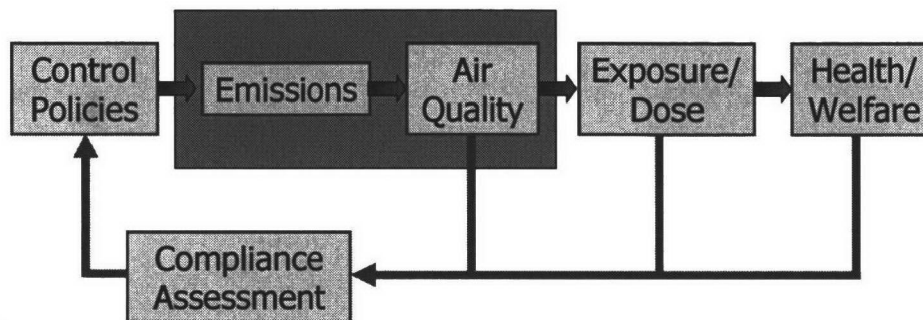 Control
Policies
Emissions
Air
Quality
Exposure/
Dose
Health/
Welfare
Compliance
Assessment